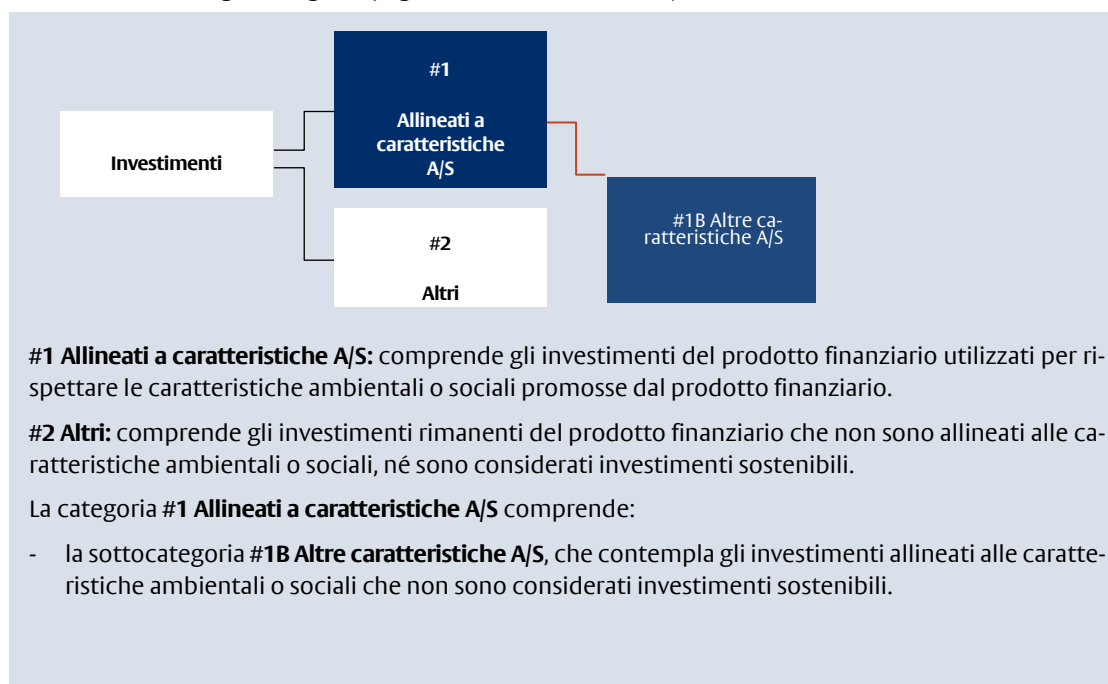 #1
Allineati a
caratteristiche
A/S
Investimenti
#1B Altre ca-
ratteristiche A/S
#2
Altri
#1 Allineati a caratteristiche A/S: comprende gli investimenti del prodotto finanziario utilizzati per ri-
spettare le caratteristiche ambientali o sociali promosse dal prodotto finanziario.
#2 Altri: comprende gli investimenti rimanenti del prodotto finanziario che non sono allineati alle ca-
ratteristiche ambientali o sociali, né sono considerati investimenti sostenibili.
La categoria #1 Allineati a caratteristiche A/S comprende:
- la sottocategoria #1B Altre caratteristiche A/S, che contempla gli investimenti allineati alle caratte-
ristiche ambientali o sociali che non sono considerati investimenti sostenibili.